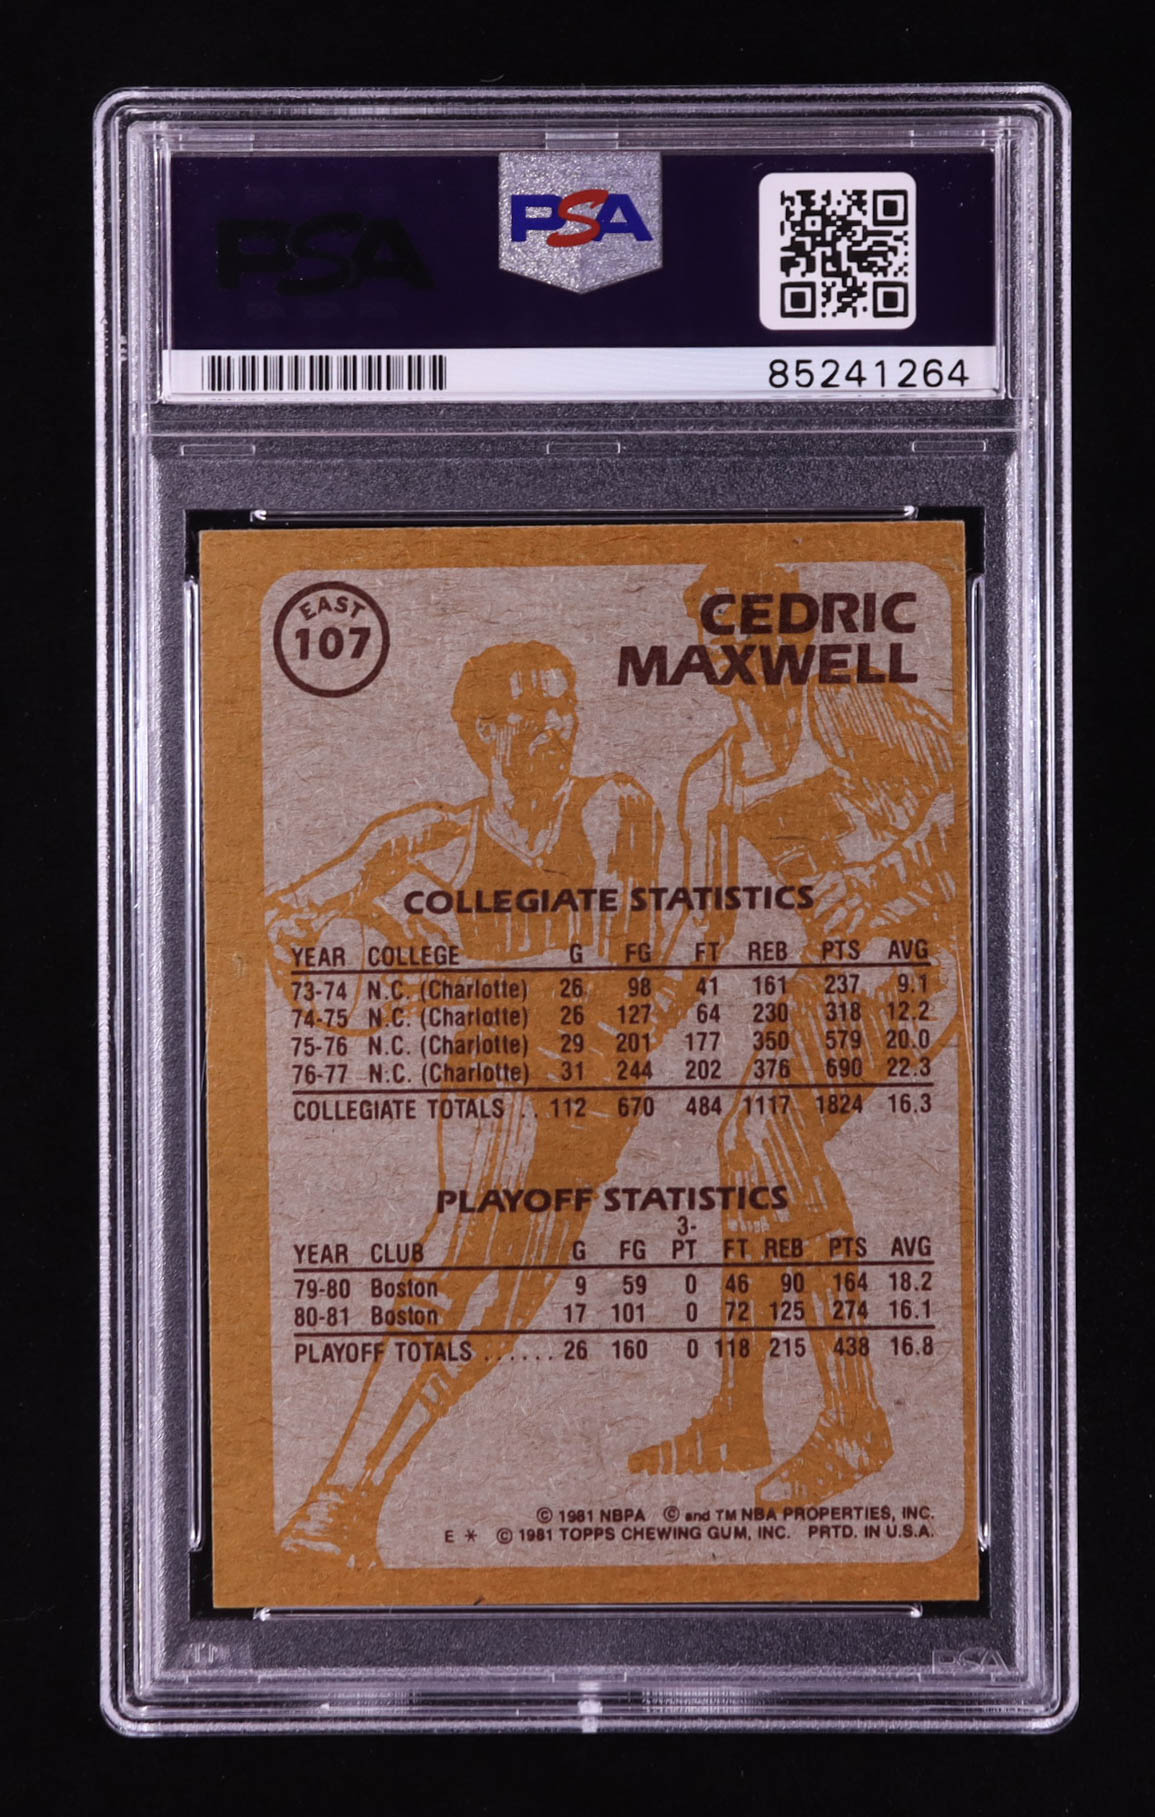 PSA
PSA
85241264
EAST
107
CEDRIC
MAXWELL
COLLEGIATE STATISTICS
YEAR COLLEGE G FG FT REB PTS AVG
73-74 N.C. (Charlotte) 26 98 41 161 237 9.1
74-75 N.C. (Charlotte) 26 127 64 230 318 12.2
75-76 N.C. (Charlotte) 29 201 177 350 579 20.0
76-77 N.C. (Charlotte) 31 244 202 376 690 22.3
COLLEGIATE TOTALS .. 112 670 484 1117 1824 16.3
PLAYOFF STATISTICS
3-
YEAR CLUB G FG PT FT REB PTS AVG
79-80 Boston 9 59 0 46 90 164 18.2
80-81 Boston 17 101 0 72 125 274 16.1
PLAYOFF TOTALS ...... 26 160 0 118 215 438 16.8
© 1981 NBPA © and TM NBA PROPERTIES, INC.
E * © 1981 TOPPS CHEWING GUM, INC. PRTD. IN U.S.A.
PSA